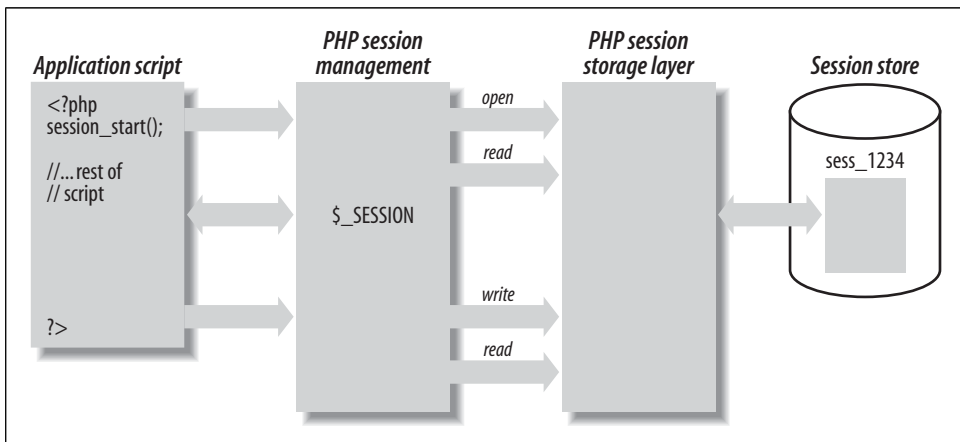 Application script
<?php
session_start();
//... rest of
// script
?>
PHP session
management
$_SESSION
open
read
write
read
PHP session
storage layer
Session store
sess_1234